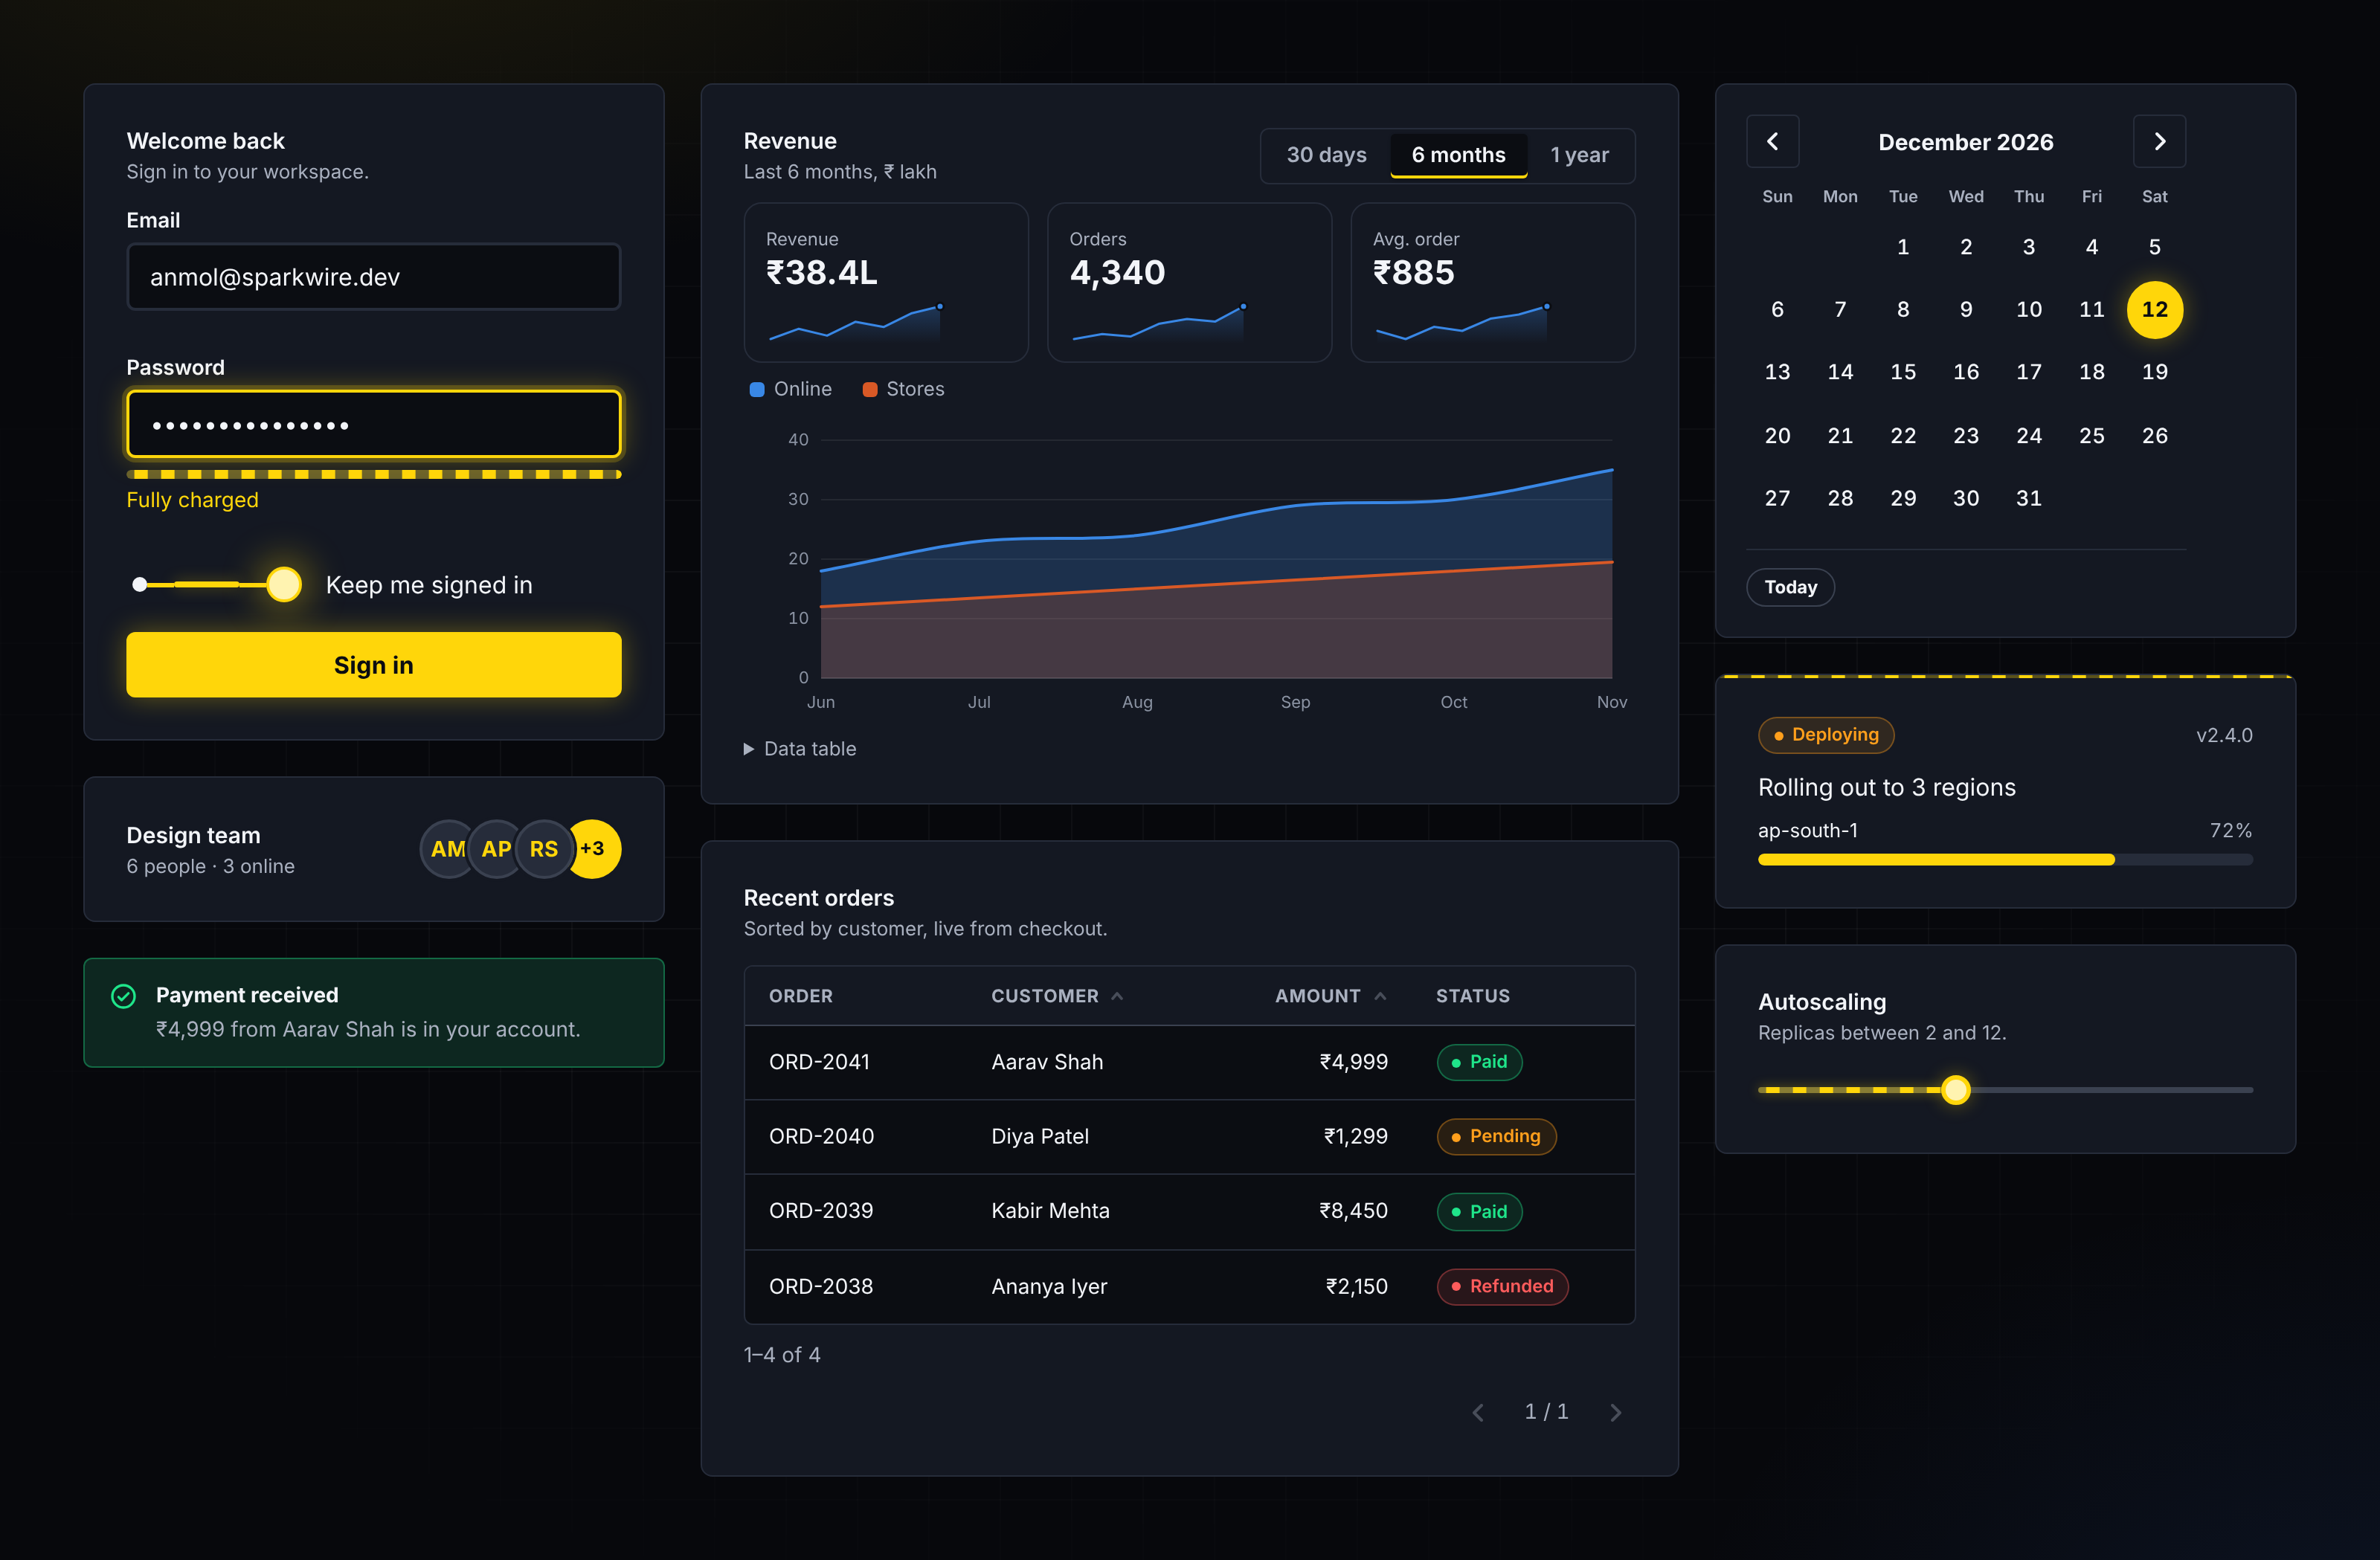 Welcome back
Sign in to your workspace.
Email
anmol@sparkwire.dev
Password
••••••••••••••••
Fully charged
Keep me signed in
Sign in
Design team
6 people · 3 online
AM AP RS +3
Payment received
₹4,999 from Aarav Shah is in your account.
Revenue
Last 6 months, ₹ lakh
30 days 6 months 1 year
Revenue
₹38.4L
Orders
4,340
Avg. order
₹885
Online Stores
40
30
20
10
0
Jun Jul Aug Sep Oct Nov
Data table
Recent orders
Sorted by customer, live from checkout.
ORDER CUSTOMER AMOUNT STATUS
ORD-2041 Aarav Shah ₹4,999 Paid
ORD-2040 Diya Patel ₹1,299 Pending
ORD-2039 Kabir Mehta ₹8,450 Paid
ORD-2038 Ananya Iyer ₹2,150 Refunded
1–4 of 4
1 / 1
December 2026
Sun Mon Tue Wed Thu Fri Sat
1 2 3 4 5
6 7 8 9 10 11 12
13 14 15 16 17 18 19
20 21 22 23 24 25 26
27 28 29 30 31
Today
Deploying v2.4.0
Rolling out to 3 regions
ap-south-1 72%
Autoscaling
Replicas between 2 and 12.